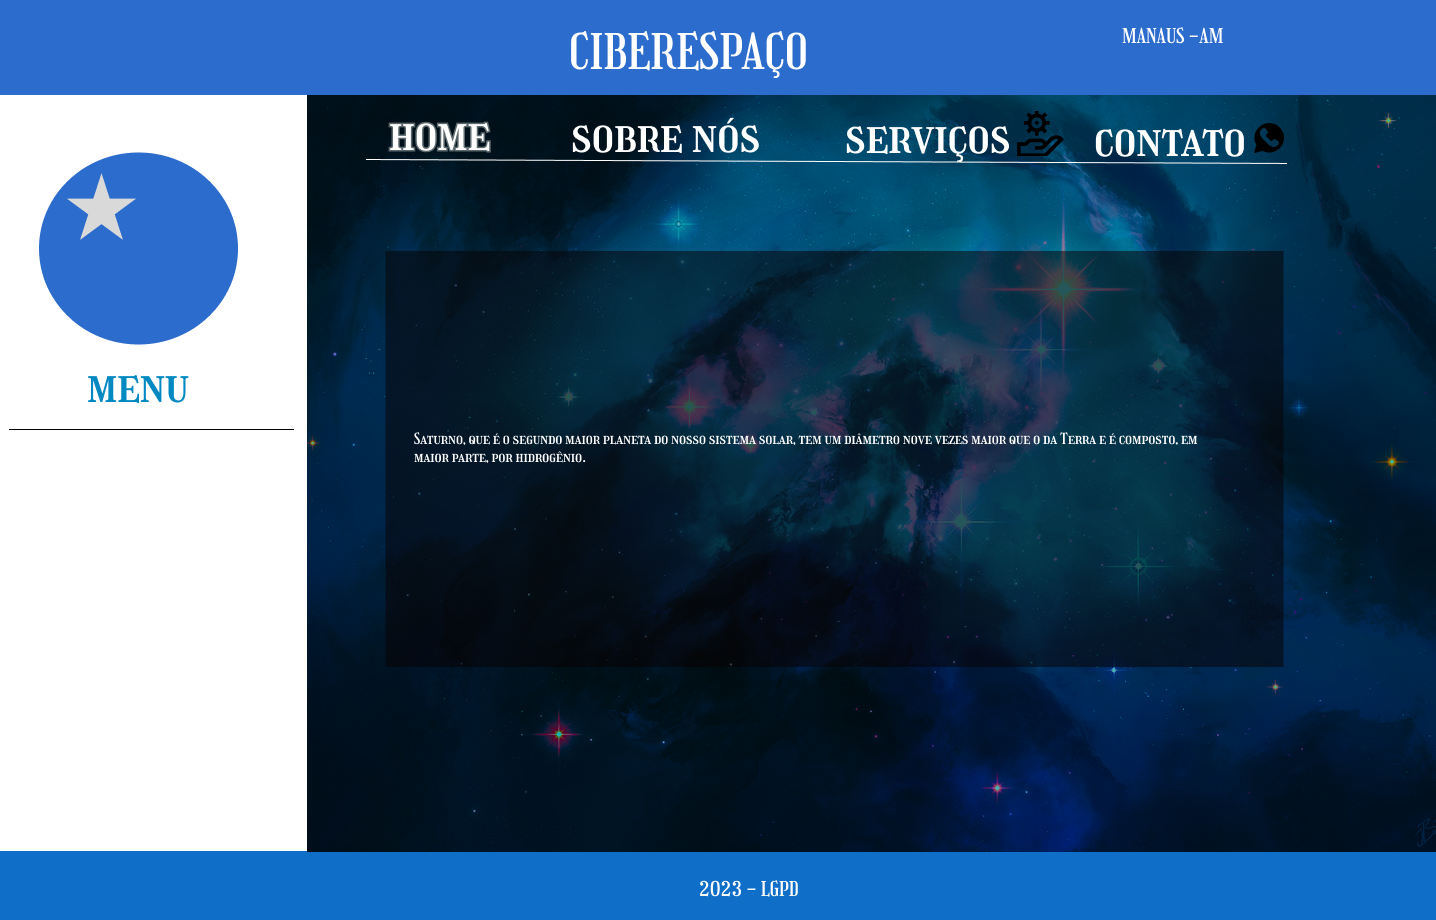 CIBERESPAÇO
MANAUS –AM
HOME
SOBRE NÓS
SERVIÇOS
CONTATO
MENU
Saturno, que é o segundo maior planeta do nosso sistema solar, tem um diâmetro nove vezes maior que o da Terra e é composto, em
maior parte, por hidrogênio.
2023 – LGPD